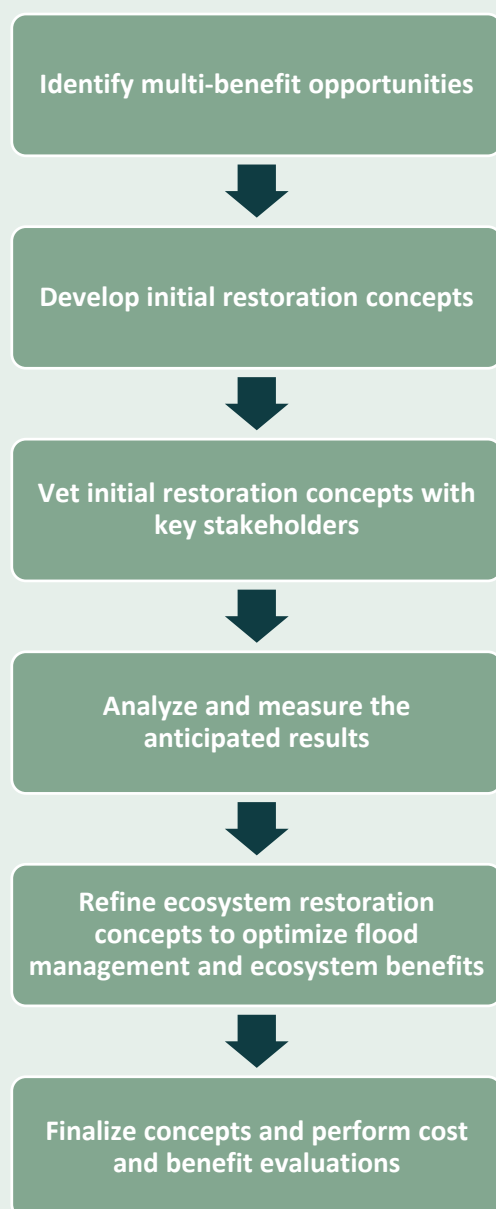 Identify multi-benefit opportunities
Develop initial restoration concepts
Vet initial restoration concepts with
key stakeholders
Analyze and measure the
anticipated results
Refine ecosystem restoration
concepts to optimize flood
management and ecosystem benefits
Finalize concepts and perform cost
and benefit evaluations